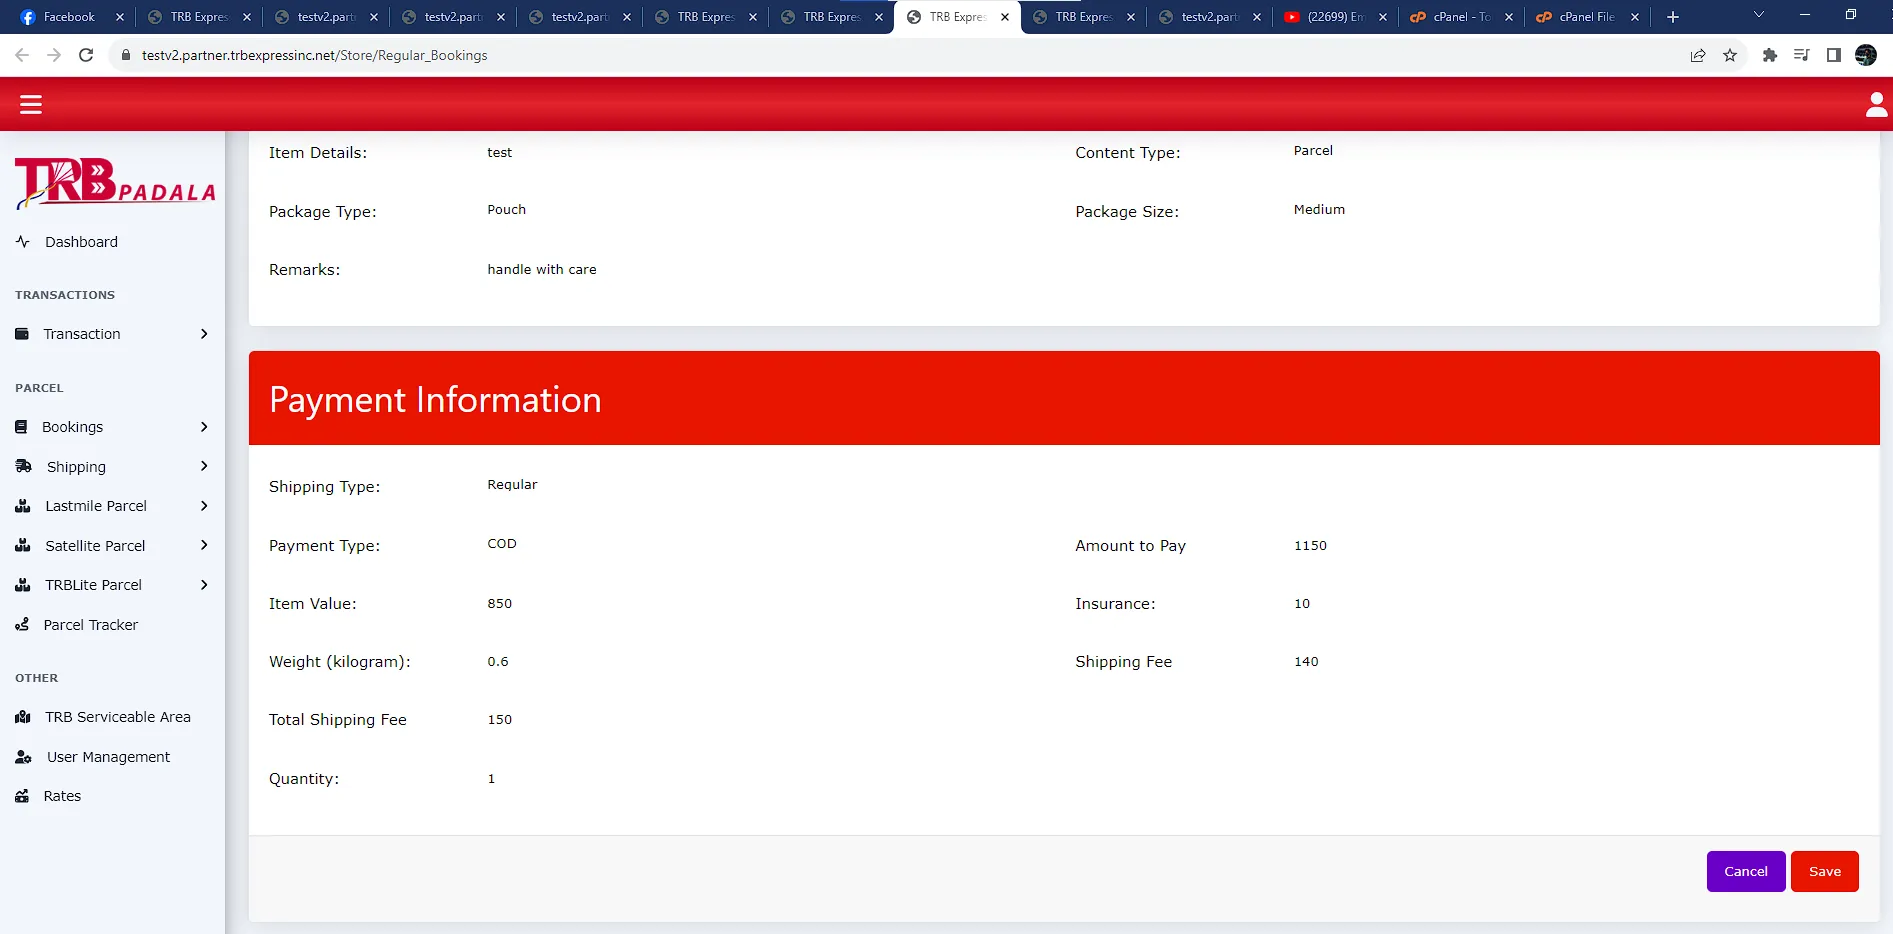 Facebook
TRB Expres
testv2.part
testv2.part
testv2.part
TRB Expres
TRB Expres
TRB Expres
TRB Expres
testv2.part
(22699) Em
cPanel - To
cPanel File
testv2.partner.trbexpressinc.net/Store/Regular_Bookings
TRB PADALA
Dashboard
TRANSACTIONS
Transaction
PARCEL
Bookings
Shipping
Lastmile Parcel
Satellite Parcel
TRBLite Parcel
Parcel Tracker
OTHER
TRB Serviceable Area
User Management
Rates
Item Details: test Content Type: Parcel
Package Type: Pouch Package Size: Medium
Remarks: handle with care
Payment Information
Shipping Type: Regular
Payment Type: COD Amount to Pay 1150
Item Value: 850 Insurance: 10
Weight (kilogram): 0.6 Shipping Fee 140
Total Shipping Fee 150
Quantity: 1
Cancel Save